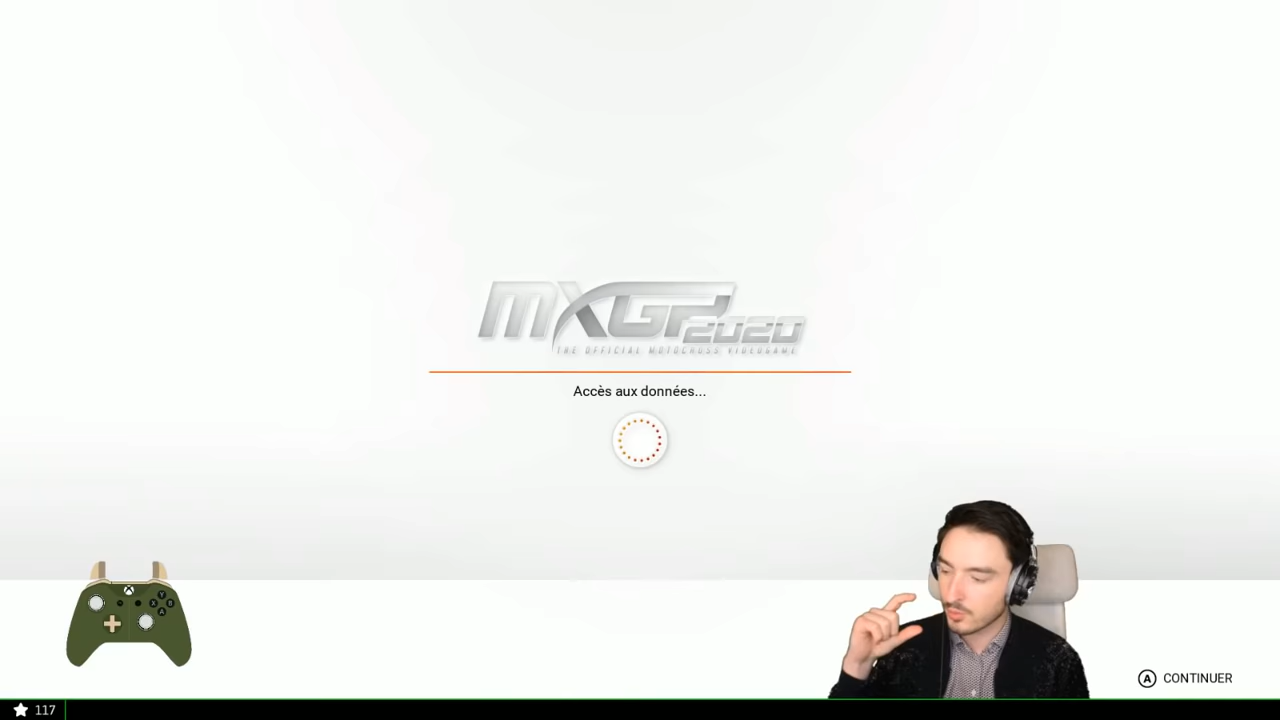 MXGP 2020
THE OFFICIAL MOTOCROSS VIDEOGAME
Accès aux données...
Y
X B
A
A CONTINUER
117